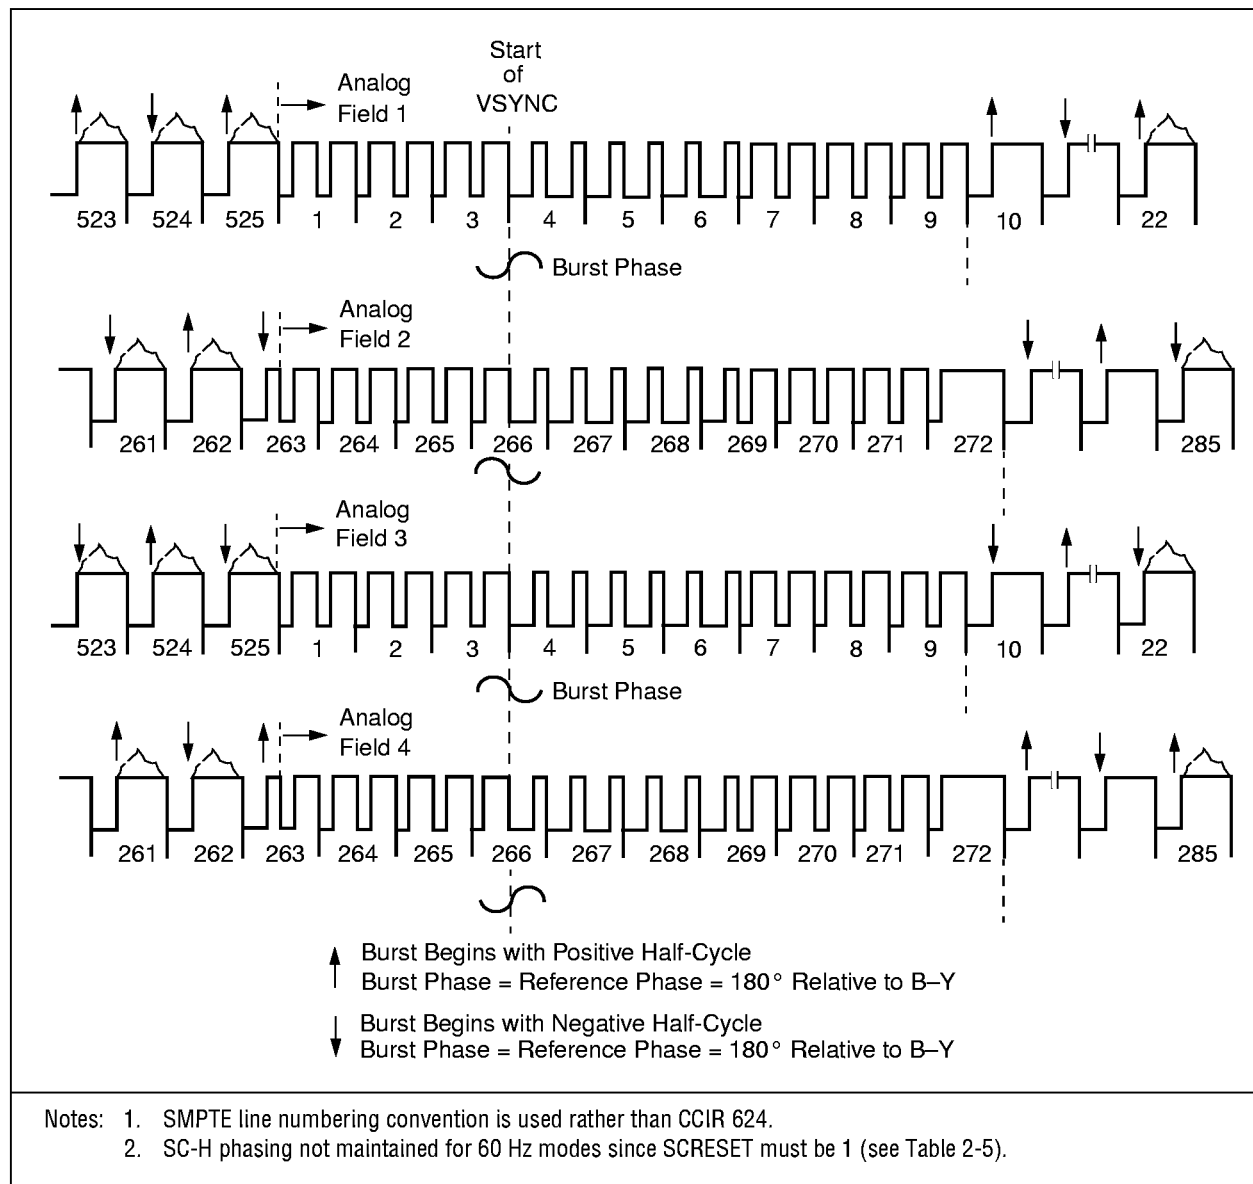 Start
of
VSYNC
Analog
Field 1
523 524 525 1 2 3 4 5 6 7 8 9 10 22
Burst Phase
Analog
Field 2
261 262 263 264 265 266 267 268 269 270 271 272 285
Analog
Field 3
523 524 525 1 2 3 4 5 6 7 8 9 10 22
Burst Phase
Analog
Field 4
261 262 263 264 265 266 267 268 269 270 271 272 285
Burst Begins with Positive Half-Cycle
Burst Phase = Reference Phase = 180° Relative to B–Y
Burst Begins with Negative Half-Cycle
Burst Phase = Reference Phase = 180° Relative to B–Y
Notes: 1. SMPTE line numbering convention is used rather than CCIR 624.
2. SC-H phasing not maintained for 60 Hz modes since SCRESET must be 1 (see Table 2-5).